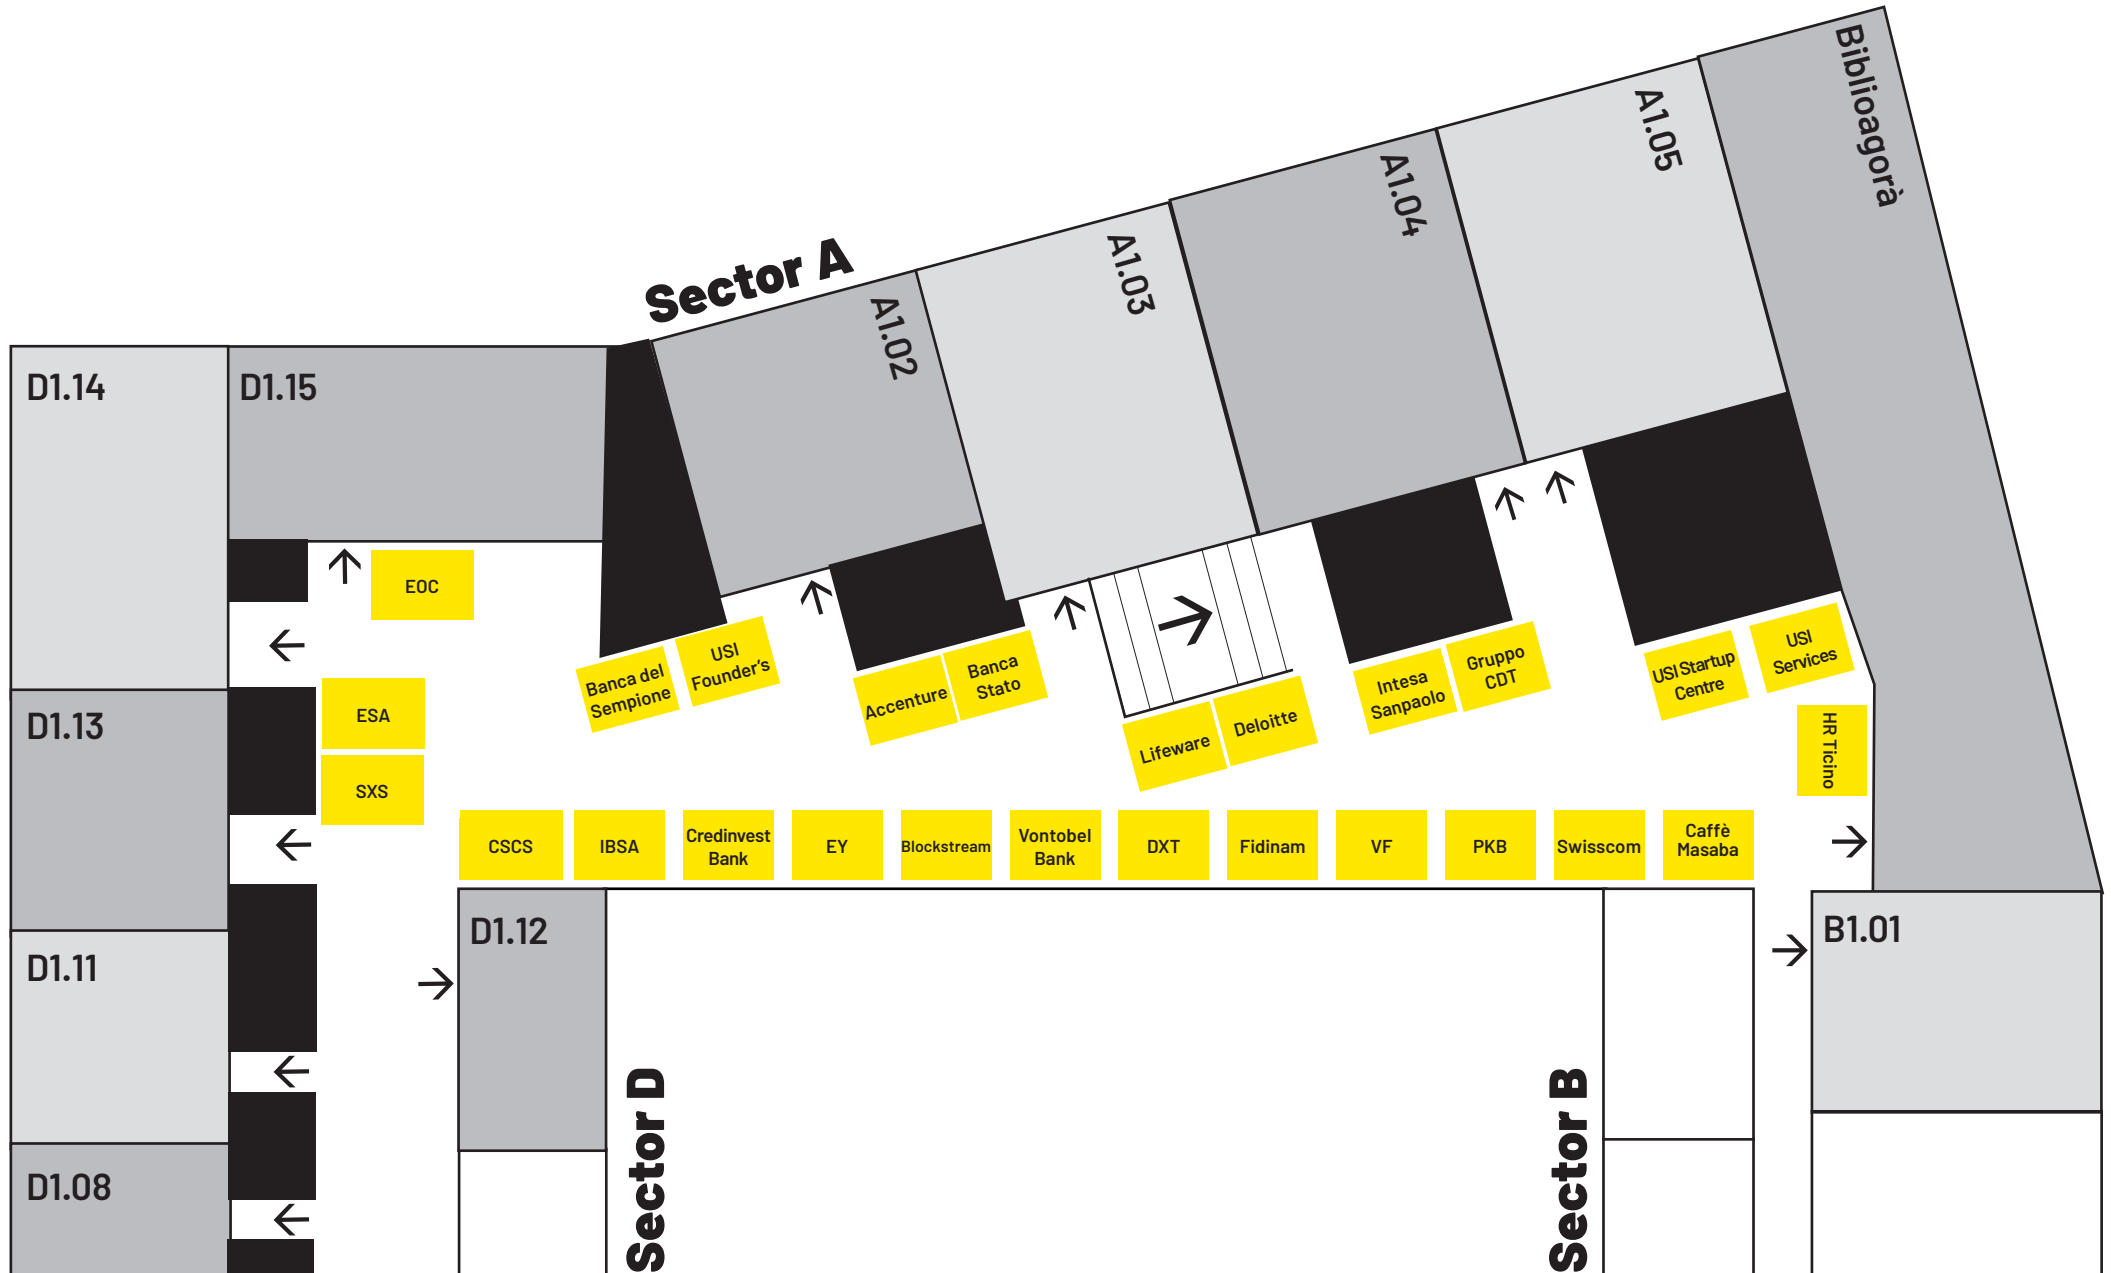 Biblioagorà
A1.05
A1.04
A1.03
Sector A
A1.02
D1.14
D1.15
EOC
D1.13
ESA
SXS
Banca del
Sempione
USI
Founder's
Accenture
Banca
Stato
Lifeware
Deloitte
Intesa
Sanpaolo
Gruppo
CDT
USI Startup
Centre
USI
Services
HR Ticino
CSCS
IBSA
Credinvest
Bank
EY
Blockstream
Vontobel
Bank
DXT
Fidinam
VF
PKB
Swisscom
Caffè
Masaba
D1.12
B1.01
D1.11
D1.08
Sector D
Sector B